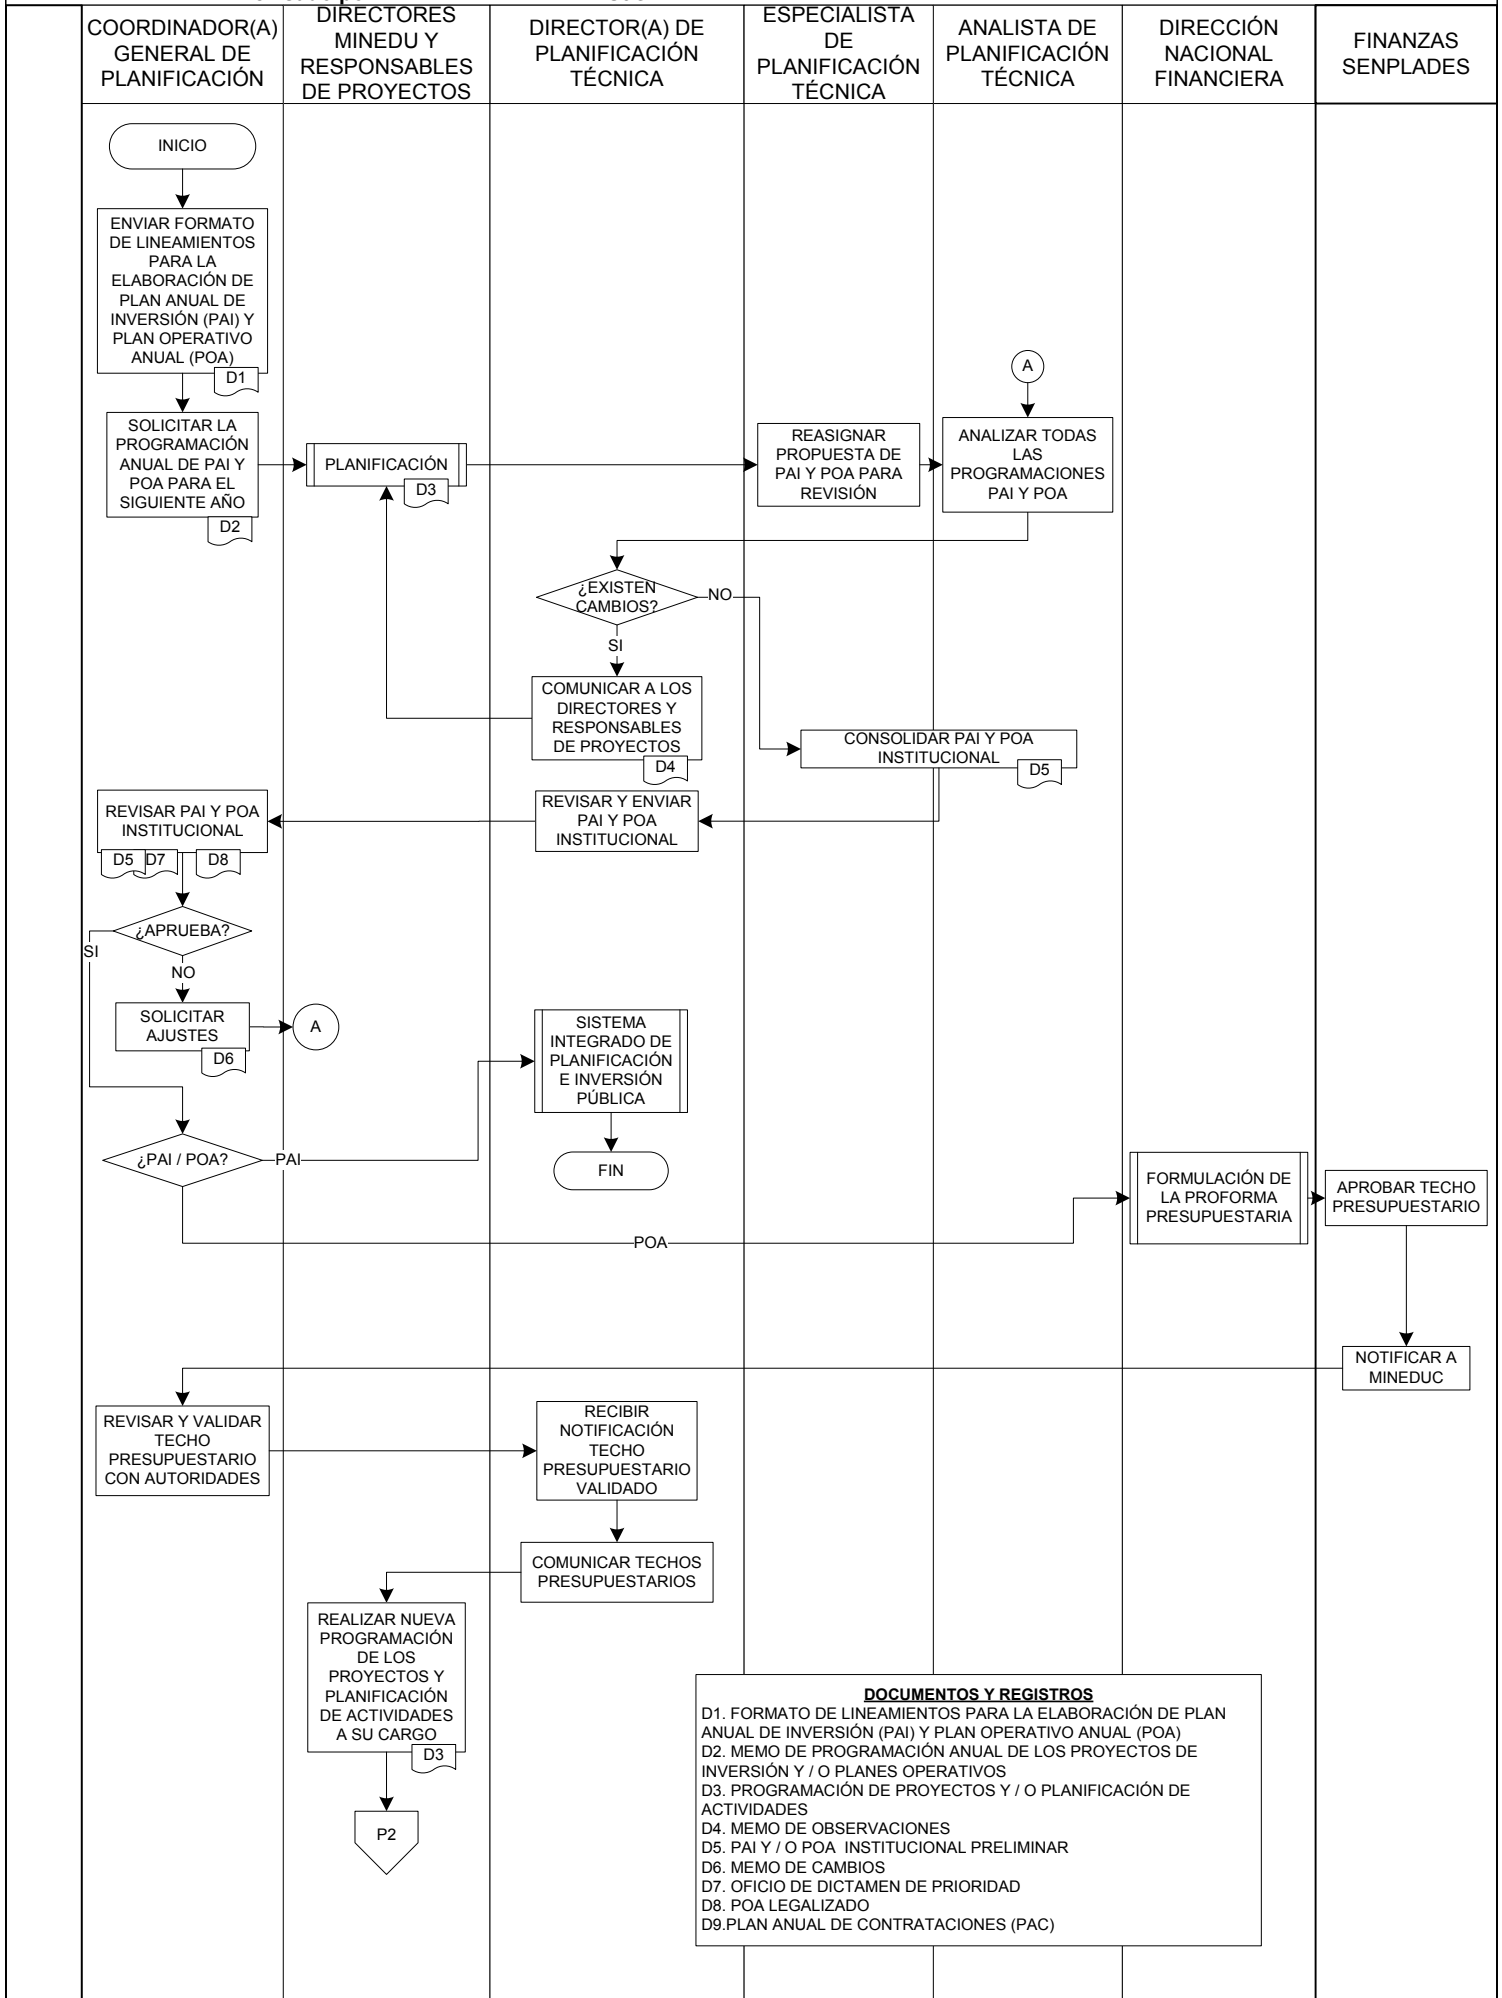 COORDINADOR(A)
GENERAL DE
PLANIFICACIÓN
DIRECTORES
MINEDU Y
RESPONSABLES
DE PROYECTOS
DIRECTOR(A) DE
PLANIFICACIÓN
TÉCNICA
ESPECIALISTA
DE
PLANIFICACIÓN
TÉCNICA
ANALISTA DE
PLANIFICACIÓN
TÉCNICA
DIRECCIÓN
NACIONAL
FINANCIERA
FINANZAS
SENPLADES
INICIO
ENVIAR FORMATO
DE LINEAMIENTOS
PARA LA
ELABORACIÓN DE
PLAN ANUAL DE
INVERSIÓN (PAI) Y
PLAN OPERATIVO
ANUAL (POA)
D1
A
SOLICITAR LA
PROGRAMACIÓN
ANUAL DE PAI Y
POA PARA EL
SIGUIENTE AÑO
D2
PLANIFICACIÓN
D3
REASIGNAR
PROPUESTA DE
PAI Y POA PARA
REVISIÓN
ANALIZAR TODAS
LAS
PROGRAMACIONES
PAI Y POA
¿EXISTEN
CAMBIOS?
NO
SI
COMUNICAR A LOS
DIRECTORES Y
RESPONSABLES
DE PROYECTOS
D4
CONSOLIDAR PAI Y POA
INSTITUCIONAL
D5
REVISAR Y ENVIAR
PAI Y POA
INSTITUCIONAL
REVISAR PAI Y POA
INSTITUCIONAL
D5
D7
D8
¿APRUEBA?
SI
NO
SOLICITAR
AJUSTES
D6
A
SISTEMA
INTEGRADO DE
PLANIFICACIÓN
E INVERSIÓN
PÚBLICA
FIN
¿PAI / POA?
PAI
POA
FORMULACIÓN DE
LA PROFORMA
PRESUPUESTARIA
APROBAR TECHO
PRESUPUESTARIO
NOTIFICAR A
MINEDUC
REVISAR Y VALIDAR
TECHO
PRESUPUESTARIO
CON AUTORIDADES
RECIBIR
NOTIFICACIÓN
TECHO
PRESUPUESTARIO
VALIDADO
COMUNICAR TECHOS
PRESUPUESTARIOS
REALIZAR NUEVA
PROGRAMACIÓN
DE LOS
PROYECTOS Y
PLANIFICACIÓN
DE ACTIVIDADES
A SU CARGO
D3
P2
DOCUMENTOS Y REGISTROS
D1. FORMATO DE LINEAMIENTOS PARA LA ELABORACIÓN DE PLAN
ANUAL DE INVERSIÓN (PAI) Y PLAN OPERATIVO ANUAL (POA)
D2. MEMO DE PROGRAMACIÓN ANUAL DE LOS PROYECTOS DE
INVERSIÓN Y / O PLANES OPERATIVOS
D3. PROGRAMACIÓN DE PROYECTOS Y / O PLANIFICACIÓN DE
ACTIVIDADES
D4. MEMO DE OBSERVACIONES
D5. PAI Y / O POA  INSTITUCIONAL PRELIMINAR
D6. MEMO DE CAMBIOS
D7. OFICIO DE DICTAMEN DE PRIORIDAD
D8. POA LEGALIZADO
D9.PLAN ANUAL DE CONTRATACIONES (PAC)